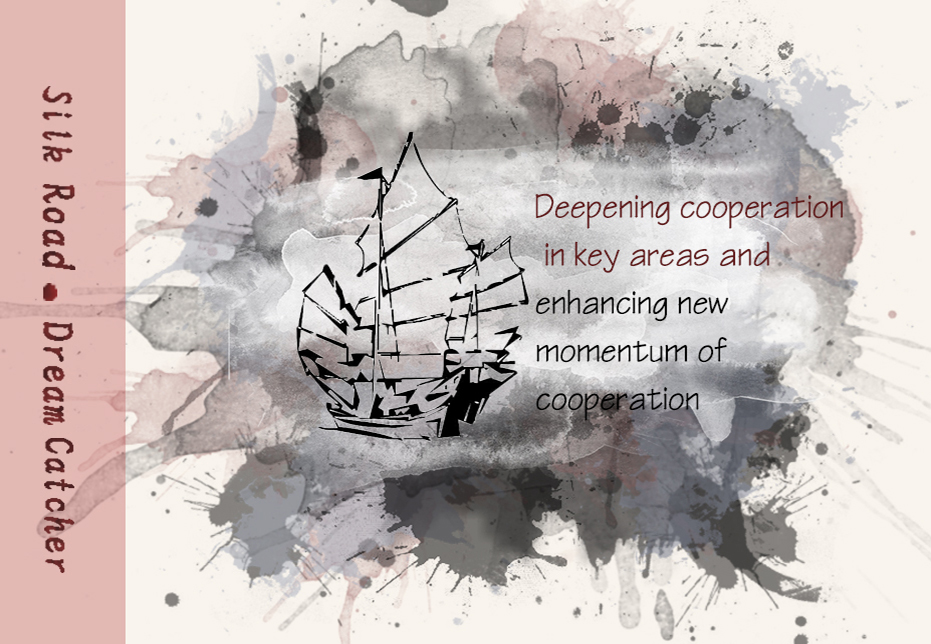 Silk Road • Dream Catcher
Deepening cooperation
in key areas and
enhancing new
momentum of
cooperation